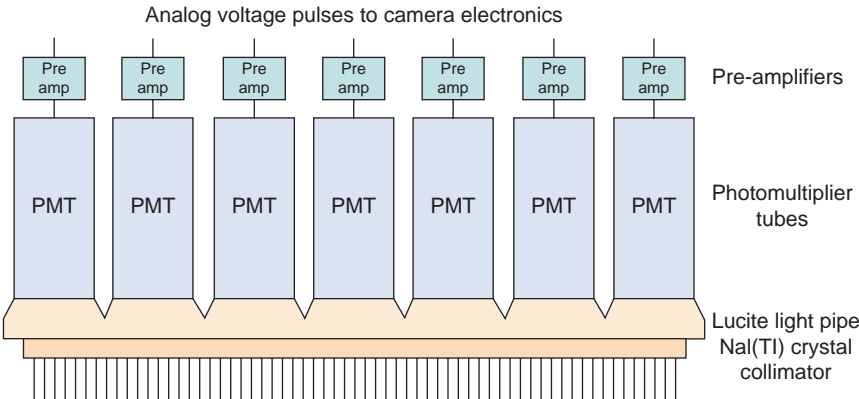 Analog voltage pulses to camera electronics
Pre amp
Pre amp
Pre amp
Pre amp
Pre amp
Pre amp
Pre amp
Pre-amplifiers
PMT
PMT
PMT
PMT
PMT
PMT
PMT
Photomultiplier
tubes
Lucite light pipe
NaI(TI) crystal
collimator